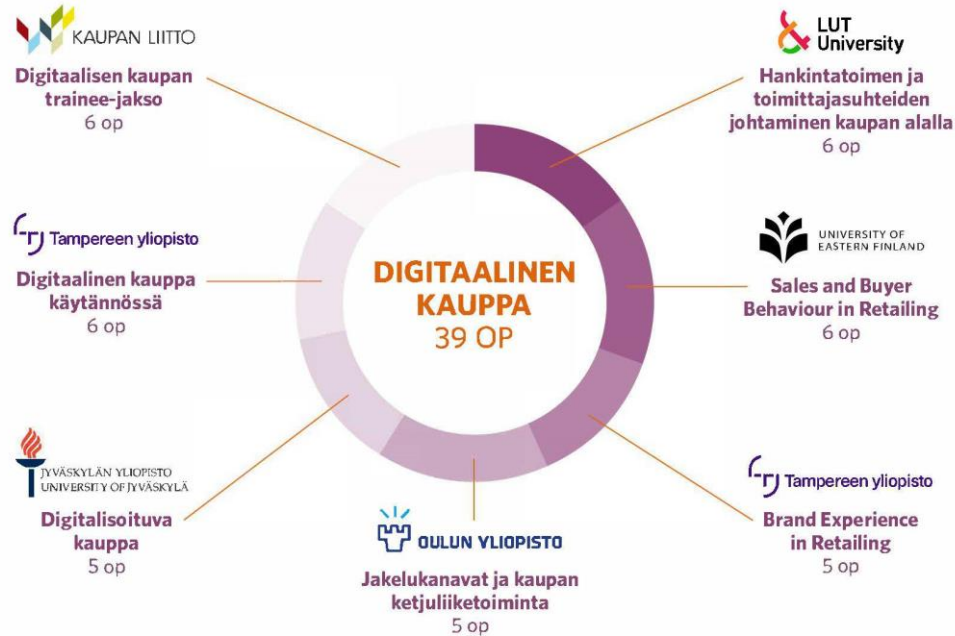 KAUPAN LIITTO
Digitaalisen kaupan
trainee-jakso
6 op
LUT
University
Hankintatoimen ja
toimittajasuhteiden
johtaminen kaupan alalla
6 op
Tampereen yliopisto
Digitaalinen kauppa
käytännössä
6 op
DIGITAALINEN
KAUPPA
39 OP
UNIVERSITY OF
EASTERN FINLAND
Sales and Buyer
Behaviour in Retailing
6 op
JYVÄSKYLÄN YLIOPISTO
UNIVERSITY OF JYVÄSKYLÄ
Digitalisoituva
kauppa
5 op
OULUN YLIOPISTO
Jakelukanavat ja kaupan
ketjuliiketoiminta
5 op
Tampereen yliopisto
Brand Experience
in Retailing
5 op